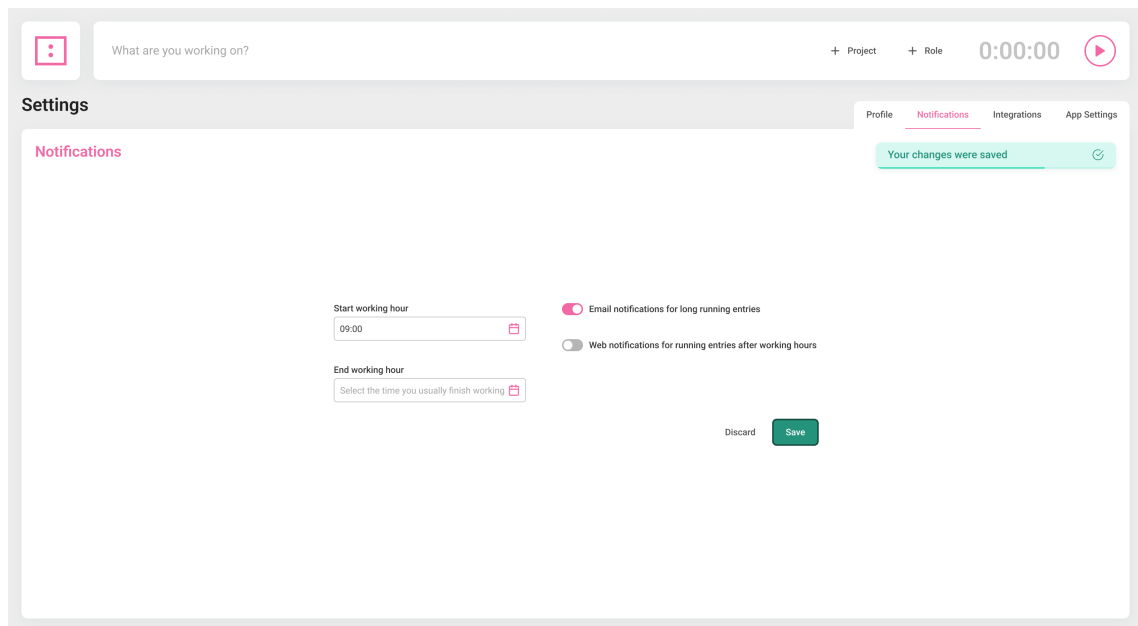 What are you working on?
+ Project
+ Role
0:00:00
Settings
Profile
Notifications
Integrations
App Settings
Notifications
Your changes were saved
Start working hour
09:00
Email notifications for long running entries
Web notifications for running entries after working hours
End working hour
Select the time you usually finish working
Discard
Save